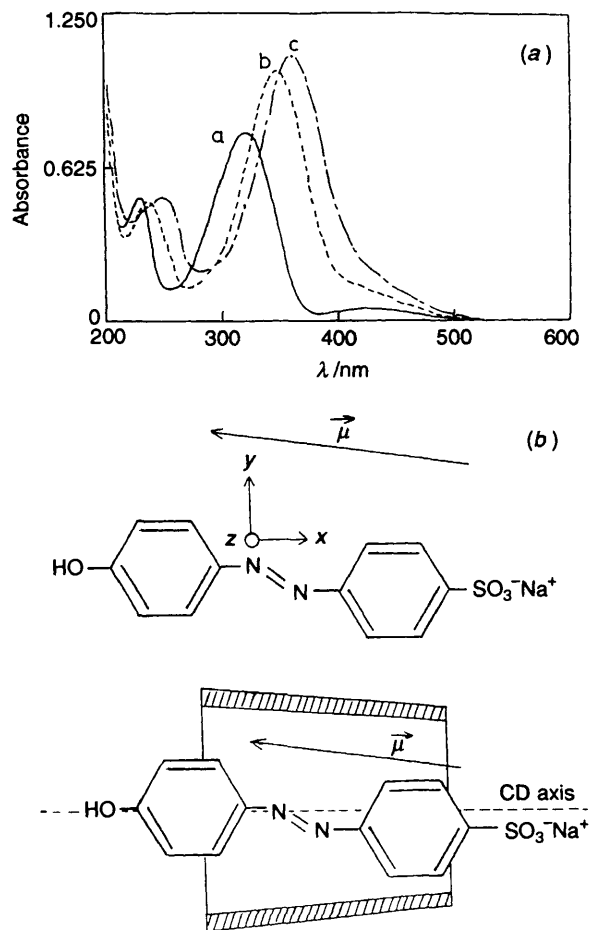 1.250
(a)
a
b
c
Absorbance
0.625
0
200
300
400
500
600
λ/nm
(b)
μ
y
z
x
HO
N
N
SO₃⁻Na⁺
μ
CD axis
HO
N
N
SO₃⁻Na⁺